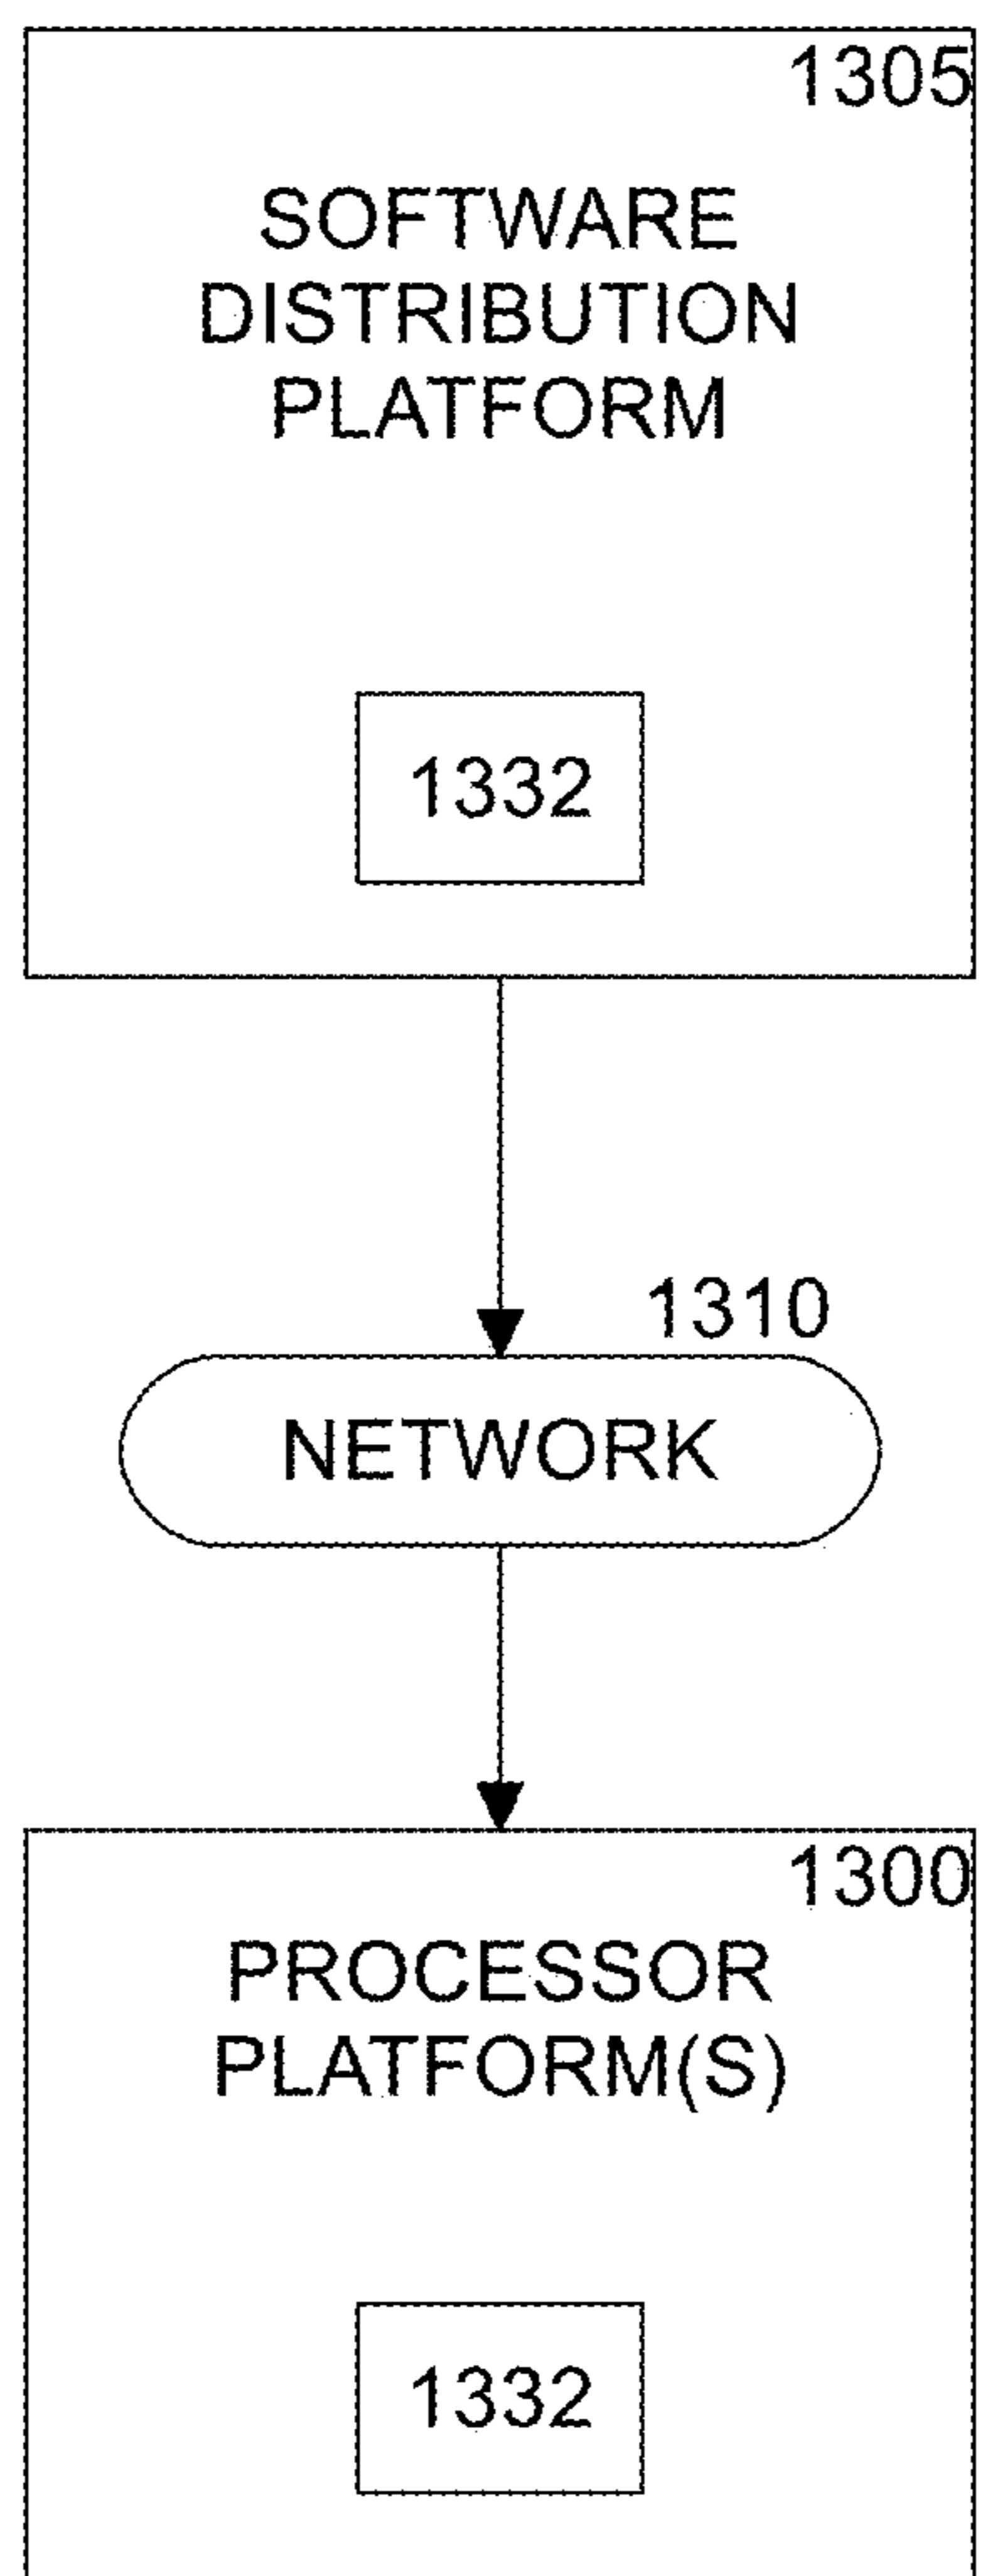 1305
SOFTWARE
DISTRIBUTION
PLATFORM
1332
1310
NETWORK
1300
PROCESSOR
PLATFORM(S)
1332